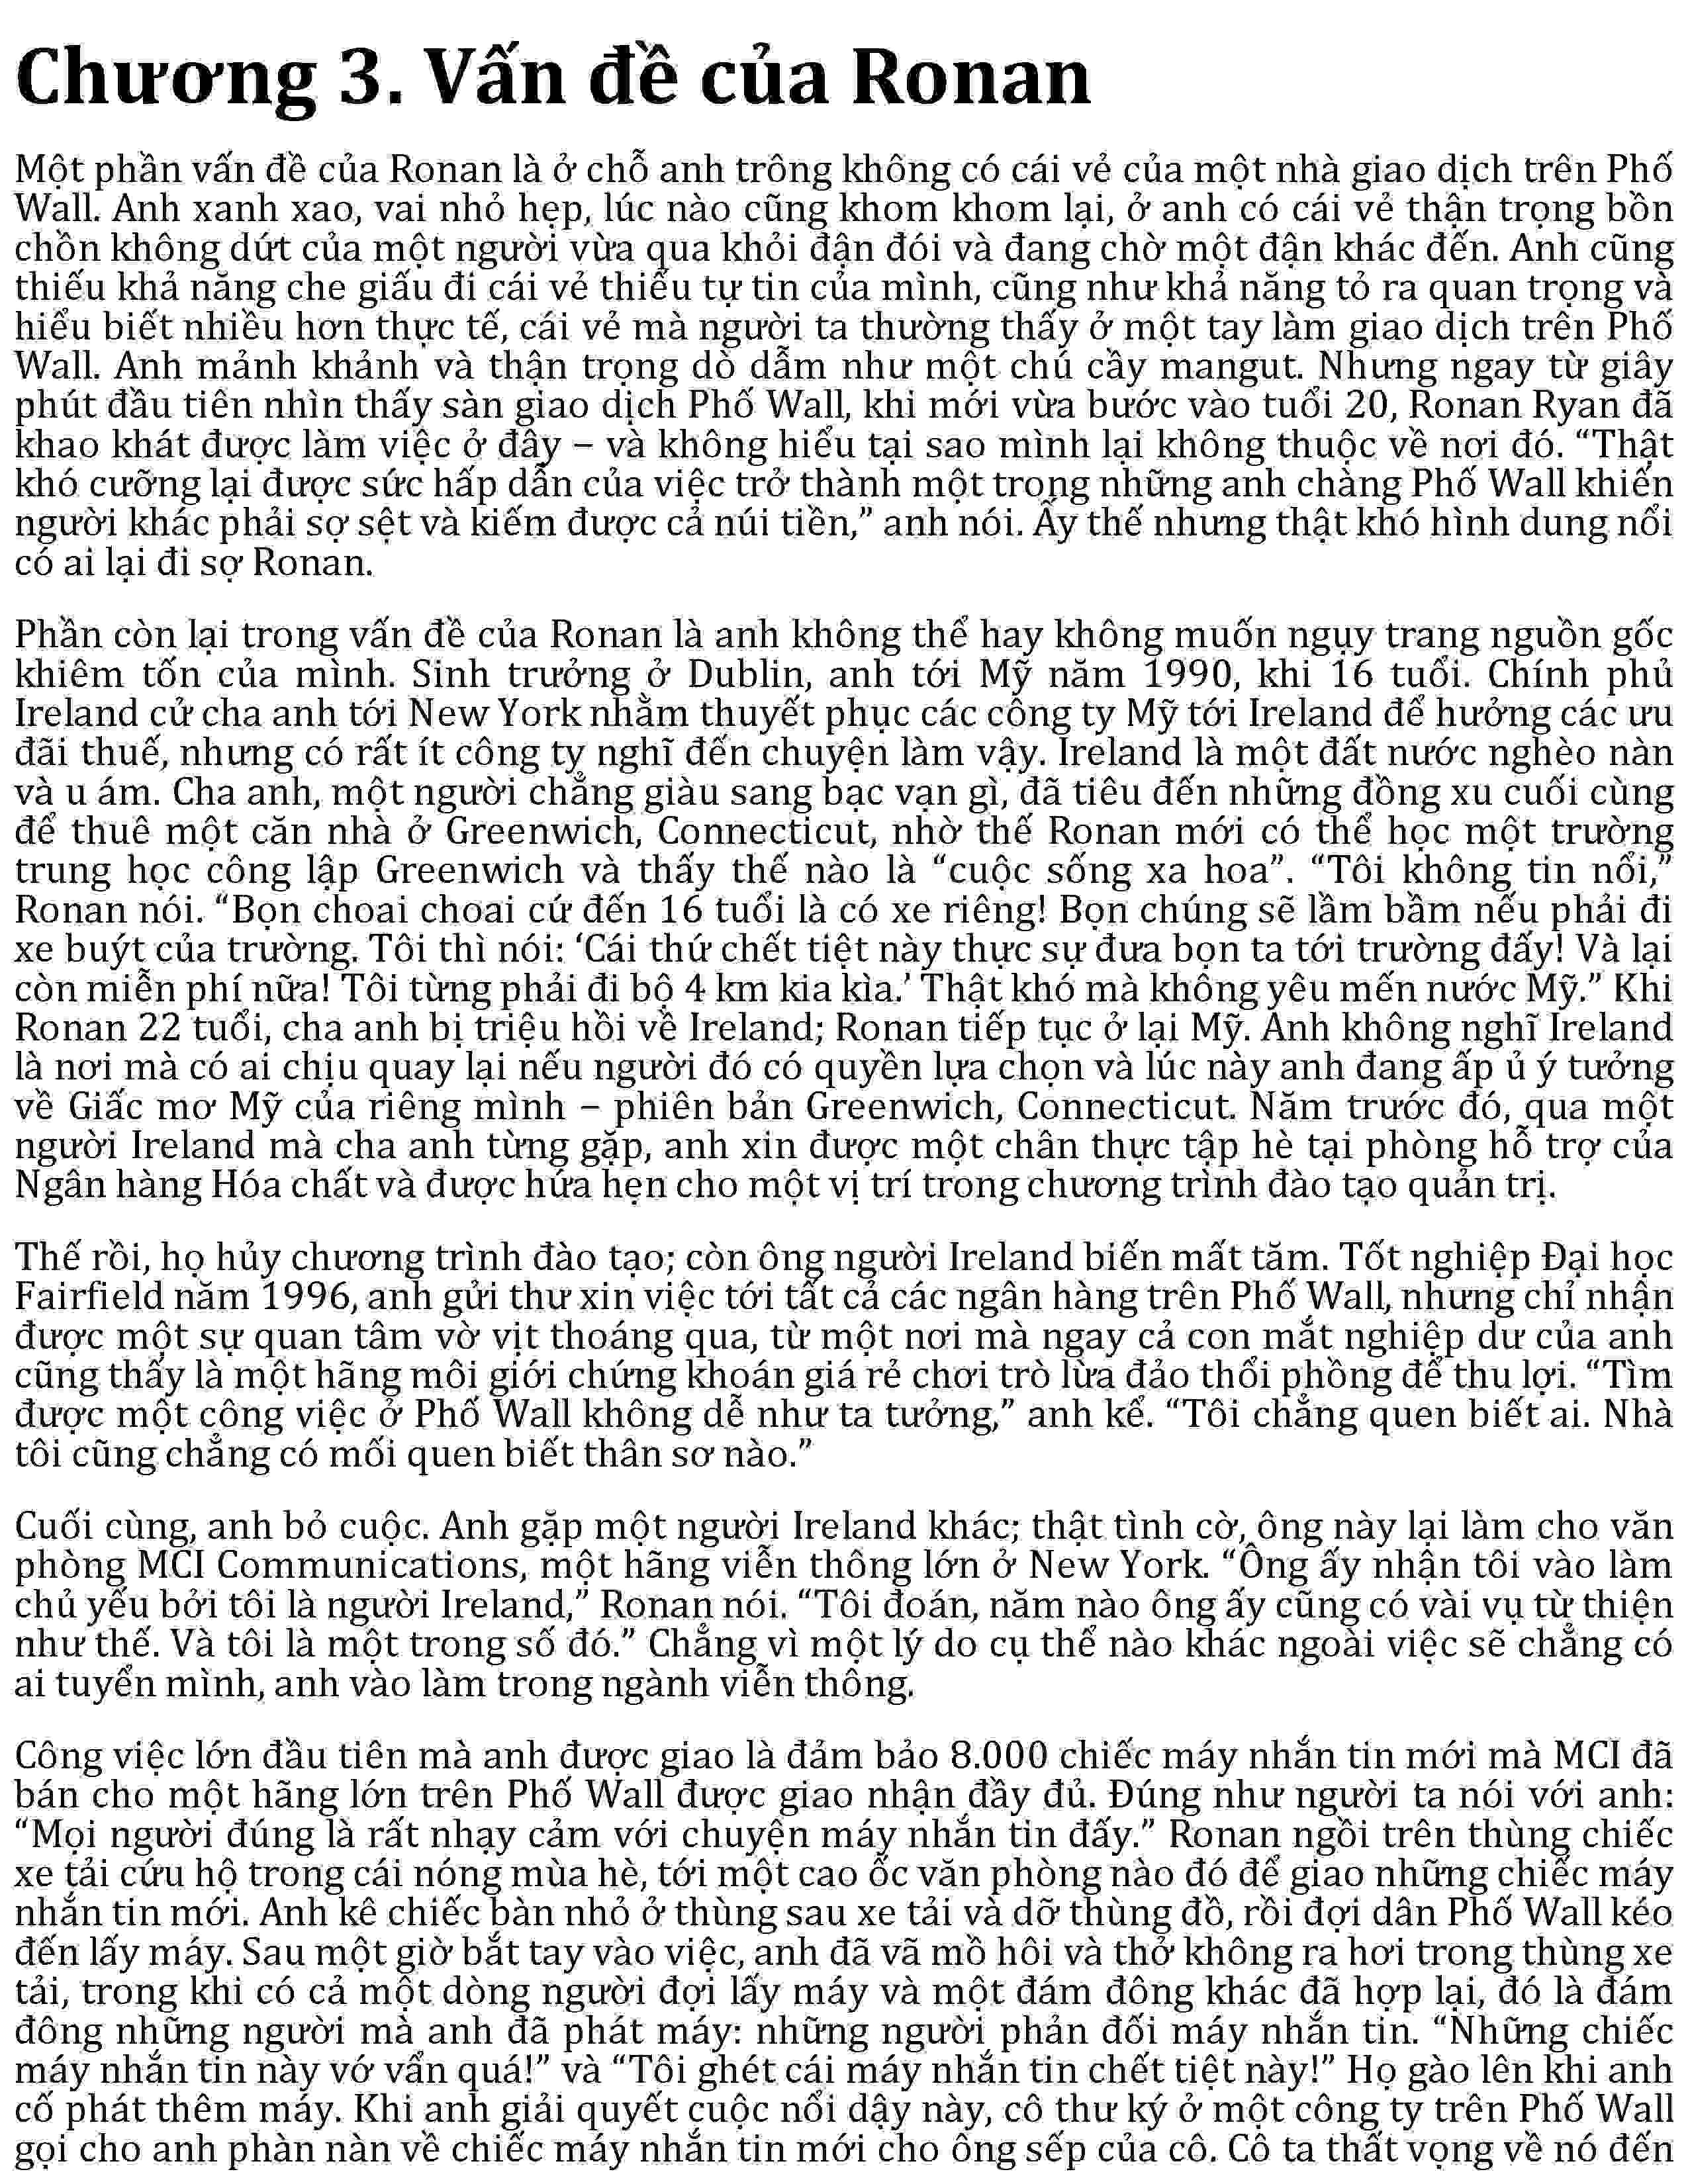 Chương 3. Vấn đề của Ronan
Một phần vấn đề của Ronan là ở chỗ anh trông không có cái vẻ của một nhà giao dịch trên Phố
Wall. Anh xanh xao, vai nhỏ hẹp, lúc nào cũng khom khom lại, ở anh có cái vẻ thận trọng bồn
chồn không dứt của một người vừa qua khỏi đận đói và đang chờ một đận khác đến. Anh cũng
thiếu khả năng che giấu đi cái vẻ thiếu tự tin của mình, cũng như khả năng tỏ ra quan trọng và
hiểu biết nhiều hơn thực tế, cái vẻ mà người ta thường thấy ở một tay làm giao dịch trên Phố
Wall. Anh mảnh khảnh và thận trọng dò dẫm như một chú cầy mangut. Nhưng ngay từ giây
phút đầu tiên nhìn thấy sàn giao dịch Phố Wall, khi mới vừa bước vào tuổi 20, Ronan Ryan đã
khao khát được làm việc ở đây – và không hiểu tại sao mình lại không thuộc về nơi đó. “Thật
khó cưỡng lại được sức hấp dẫn của việc trở thành một trong những anh chàng Phố Wall khiến
người khác phải sợ sệt và kiếm được cả núi tiền,” anh nói. Ấy thế nhưng thật khó hình dung nổi
có ai lại đi sợ Ronan.
Phần còn lại trong vấn đề của Ronan là anh không thể hay không muốn ngụy trang nguồn gốc
khiêm tốn của mình. Sinh trưởng ở Dublin, anh tới Mỹ năm 1990, khi 16 tuổi. Chính phủ
Ireland cử cha anh tới New York nhằm thuyết phục các công ty Mỹ tới Ireland để hưởng các ưu
đãi thuế, nhưng có rất ít công ty nghĩ đến chuyện làm vậy. Ireland là một đất nước nghèo nàn
và u ám. Cha anh, một người chẳng giàu sang bạc vạn gì, đã tiêu đến những đồng xu cuối cùng
để thuê một căn nhà ở Greenwich, Connecticut, nhờ thế Ronan mới có thể học một trường
trung học công lập Greenwich và thấy thế nào là “cuộc sống xa hoa”. “Tôi không tin nổi,”
Ronan nói. “Bọn choai choai cứ đến 16 tuổi là có xe riêng! Bọn chúng sẽ lầm bầm nếu phải đi
xe buýt của trường. Tôi thì nói: ‘Cái thứ chết tiệt này thực sự đưa bọn ta tới trường đấy! Và lại
còn miễn phí nữa! Tôi từng phải đi bộ 4 km kia kìa.’ Thật khó mà không yêu mến nước Mỹ.” Khi
Ronan 22 tuổi, cha anh bị triệu hồi về Ireland; Ronan tiếp tục ở lại Mỹ. Anh không nghĩ Ireland
là nơi mà có ai chịu quay lại nếu người đó có quyền lựa chọn và lúc này anh đang ấp ủ ý tưởng
về Giấc mơ Mỹ của riêng mình – phiên bản Greenwich, Connecticut. Năm trước đó, qua một
người Ireland mà cha anh từng gặp, anh xin được một chân thực tập hè tại phòng hỗ trợ của
Ngân hàng Hóa chất và được hứa hẹn cho một vị trí trong chương trình đào tạo quản trị.
Thế rồi, họ hủy chương trình đào tạo; còn ông người Ireland biến mất tăm. Tốt nghiệp Đại học
Fairfield năm 1996, anh gửi thư xin việc tới tất cả các ngân hàng trên Phố Wall, nhưng chỉ nhận
được một sự quan tâm vờ vịt thoáng qua, từ một nơi mà ngay cả con mắt nghiệp dư của anh
cũng thấy là một hãng môi giới chứng khoán giá rẻ chơi trò lừa đảo thổi phồng để thu lợi. “Tìm
được một công việc ở Phố Wall không dễ như ta tưởng,” anh kể. “Tôi chẳng quen biết ai. Nhà
tôi cũng chẳng có mối quen biết thân sơ nào.”
Cuối cùng, anh bỏ cuộc. Anh gặp một người Ireland khác; thật tình cờ, ông này lại làm cho văn
phòng MCI Communications, một hãng viễn thông lớn ở New York. “Ông ấy nhận tôi vào làm
chủ yếu bởi tôi là người Ireland,” Ronan nói. “Tôi đoán, năm nào ông ấy cũng có vài vụ từ thiện
như thế. Và tôi là một trong số đó.” Chẳng vì một lý do cụ thể nào khác ngoài việc sẽ chẳng có
ai tuyển mình, anh vào làm trong ngành viễn thông.
Công việc lớn đầu tiên mà anh được giao là đảm bảo 8.000 chiếc máy nhắn tin mới mà MCI đã
bán cho một hãng lớn trên Phố Wall được giao nhận đầy đủ. Đúng như người ta nói với anh:
“Mọi người đúng là rất nhạy cảm với chuyện máy nhắn tin đấy.” Ronan ngồi trên thùng chiếc
xe tải cứu hộ trong cái nóng mùa hè, tới một cao ốc văn phòng nào đó để giao những chiếc máy
nhắn tin mới. Anh kê chiếc bàn nhỏ ở thùng sau xe tải và dỡ thùng đồ, rồi đợi dân Phố Wall kéo
đến lấy máy. Sau một giờ bắt tay vào việc, anh đã vã mồ hôi và thở không ra hơi trong thùng xe
tải, trong khi có cả một dòng người đợi lấy máy và một đám đông khác đã hợp lại, đó là đám
đông những người mà anh đã phát máy: những người phản đối máy nhắn tin. “Những chiếc
máy nhắn tin này vớ vẩn quá!” và “Tôi ghét cái máy nhắn tin chết tiệt này!” Họ gào lên khi anh
cố phát thêm máy. Khi anh giải quyết cuộc nổi dậy này, cô thư ký ở một công ty trên Phố Wall
gọi cho anh phàn nàn về chiếc máy nhắn tin mới cho ông sếp của cô. Cô ta thất vọng về nó đến